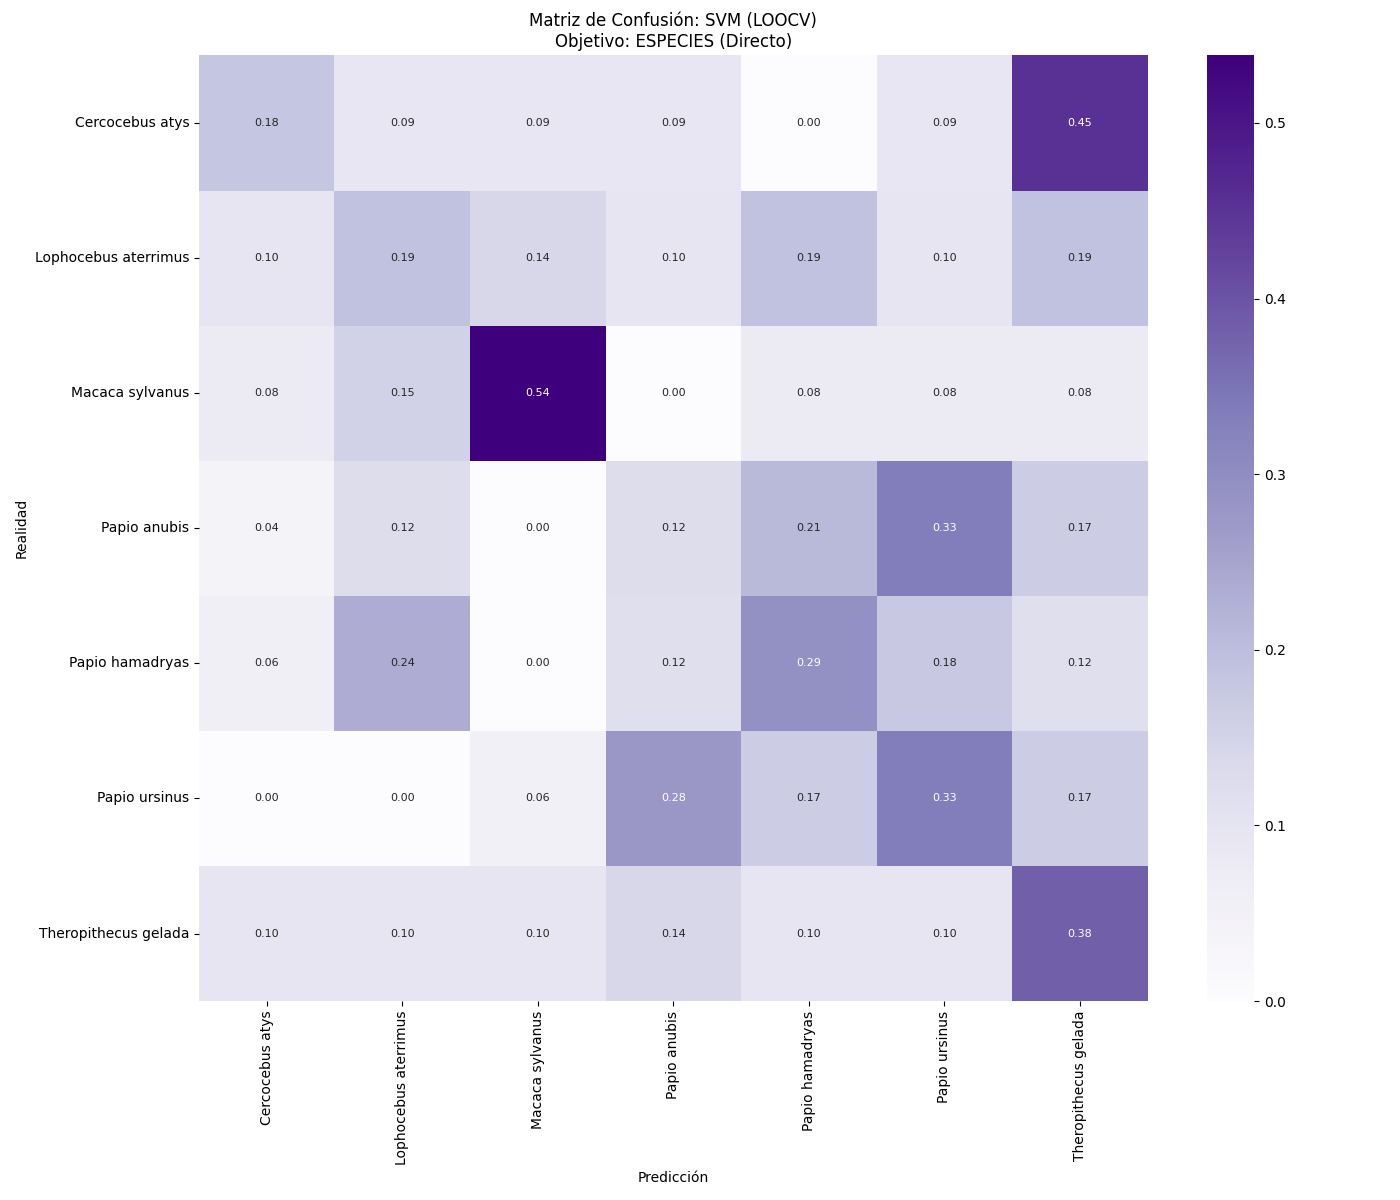 Matriz de Confusión: SVM (LOOCV)
Objetivo: ESPECIES (Directo)
Realidad
Cercocebus atys 0.18 0.09 0.09 0.09 0.00 0.09 0.45
Lophocebus aterrimus 0.10 0.19 0.14 0.10 0.19 0.10 0.19
Macaca sylvanus 0.08 0.15 0.54 0.00 0.08 0.08 0.08
Papio anubis 0.04 0.12 0.00 0.12 0.21 0.33 0.17
Papio hamadryas 0.06 0.24 0.00 0.12 0.29 0.18 0.12
Papio ursinus 0.00 0.00 0.06 0.28 0.17 0.33 0.17
Theropithecus gelada 0.10 0.10 0.10 0.14 0.10 0.10 0.38
Cercocebus atys
Lophocebus aterrimus
Macaca sylvanus
Papio anubis
Papio hamadryas
Papio ursinus
Theropithecus gelada
Predicción
0.5
0.4
0.3
0.2
0.1
0.0